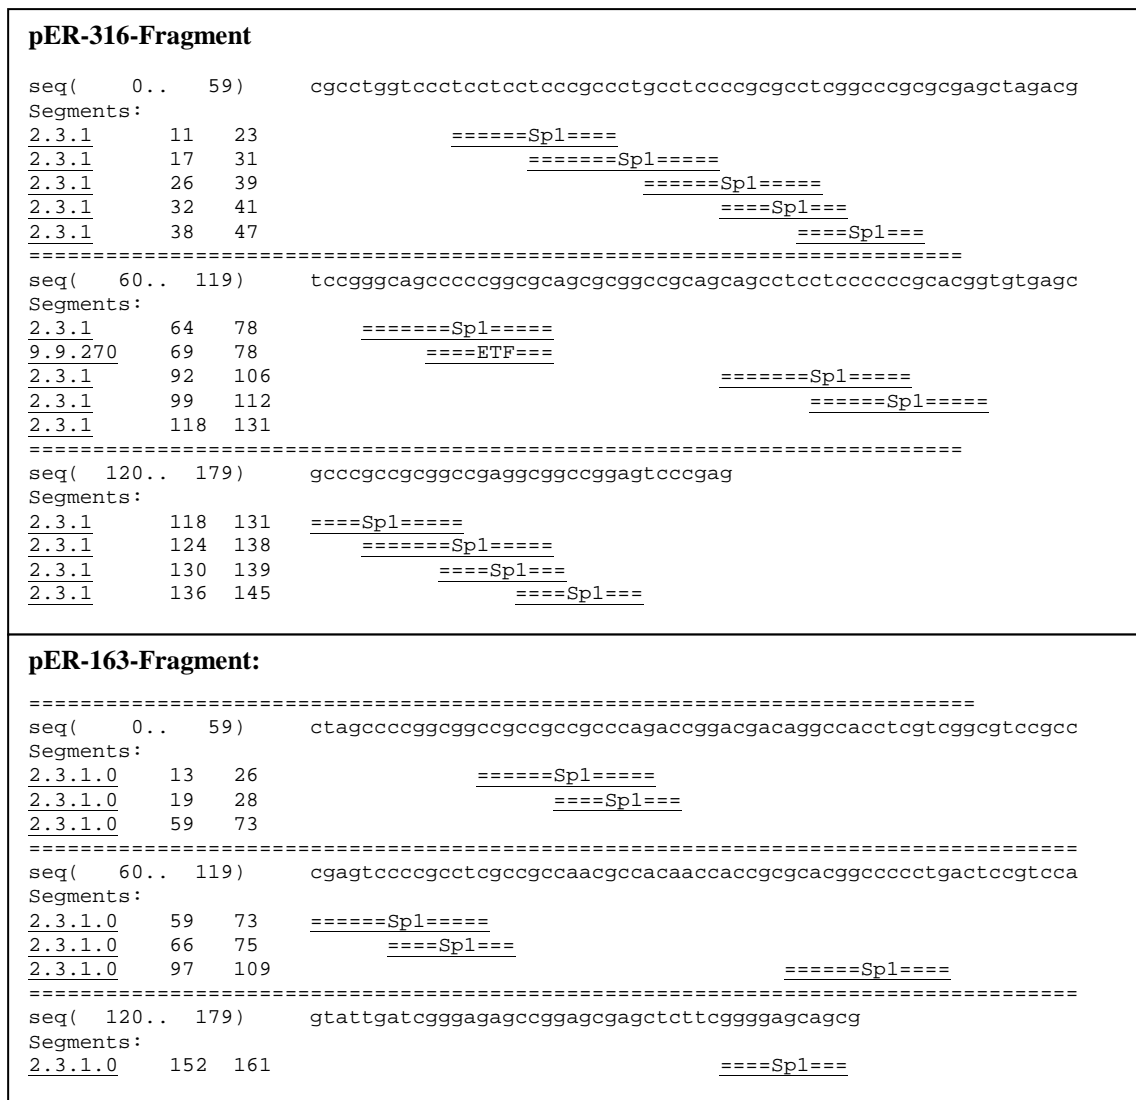 pER-316-Fragment
seq(    0..   59)      cgcctggtccctcctcctcccgccctgcctccccgcgcctcggcccgcgcgagctagacg
Segments:
2.3.1      11   23      ======Sp1====
2.3.1      17   31      =======Sp1=====
2.3.1      26   39      ======Sp1=====
2.3.1      32   41      ====Sp1===
2.3.1      38   47      ====Sp1===
=========================================================================
seq(   60..  119)      tccgggcagcccccggcgcagcgcggccgcagcagcctcctccccccgcacggtgtgagc
Segments:
2.3.1      64   78      =======Sp1=====
9.9.270    69   78      ====ETF===
2.3.1      92   106     =======Sp1=====
2.3.1      99   112     ======Sp1=====
2.3.1      118  131
=========================================================================
seq(  120..  179)      gcccgccgcggccgaggcggccggagtcccgag
Segments:
2.3.1      118  131     ====Sp1=====
2.3.1      124  138     =======Sp1=====
2.3.1      130  139     ====Sp1===
2.3.1      136  145     ====Sp1===
pER-163-Fragment:
==========================================================================
seq(    0..   59)      ctagccccggcggccgccgccgcccagaccggacgacaggccacctcgtcggcgtccgcc
Segments:
2.3.1.0    13   26      ======Sp1=====
2.3.1.0    19   28      ====Sp1===
2.3.1.0    59   73
==================================================================================
seq(   60..  119)      cgagtccccgcctcgccgccaacgccacaaccaccgcgcacggccccctgactccgtcca
Segments:
2.3.1.0    59   73      ======Sp1=====
2.3.1.0    66   75      ====Sp1===
2.3.1.0    97   109     ======Sp1====
==================================================================================
seq(  120..  179)      gtattgatcgggagagccggagcgagctcttcggggagcagcg
Segments:
2.3.1.0    152  161     ====Sp1===